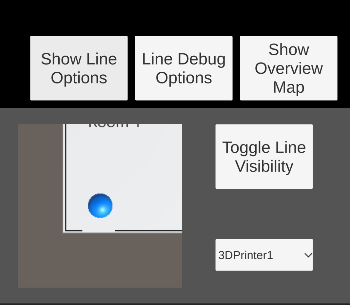 Show Line
Options
Line Debug
Options
Show
Overview
Map
Toggle Line
Visibility
3DPrinter1